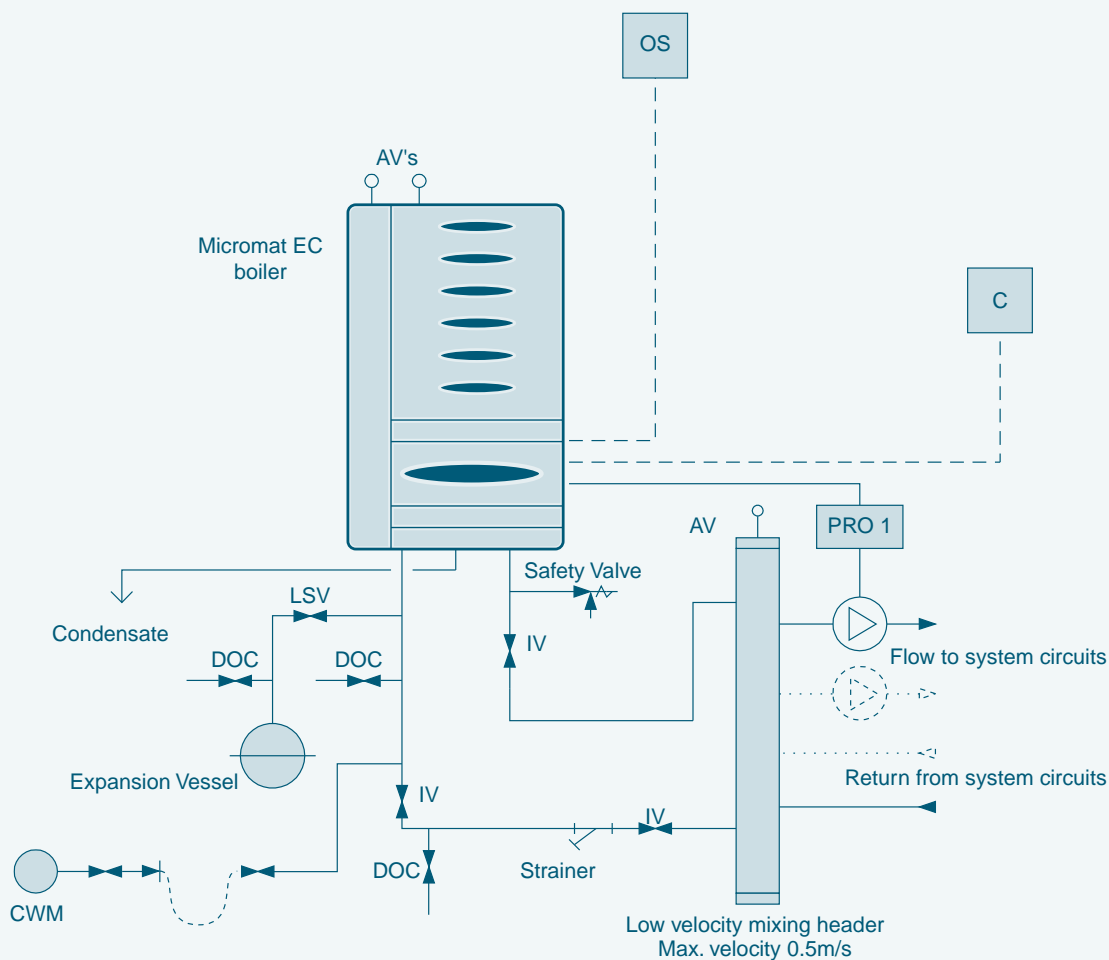 OS
AV's
Micromat EC
boiler
C
AV
PRO 1
Safety Valve
LSV
Condensate
IV
DOC
DOC
Flow to system circuits
Expansion Vessel
Return from system circuits
IV
IV
DOC
Strainer
CWM
Low velocity mixing header
Max. velocity 0.5m/s